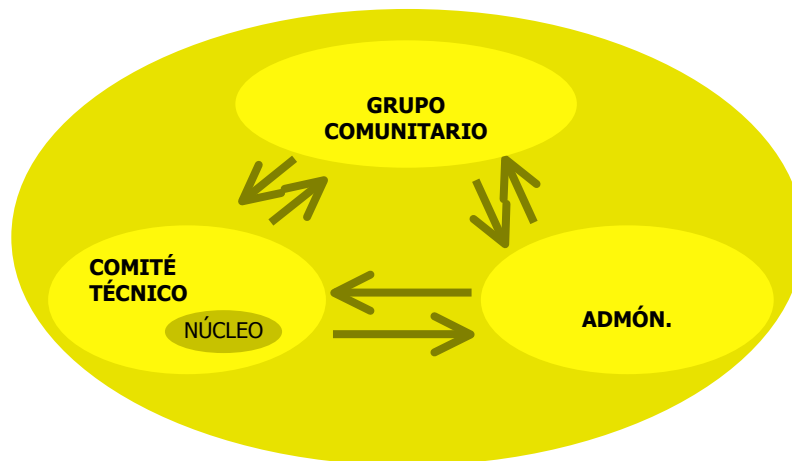 GRUPO
COMUNITARIO
COMITÉ
TÉCNICO
NÚCLEO
ADMÓN.